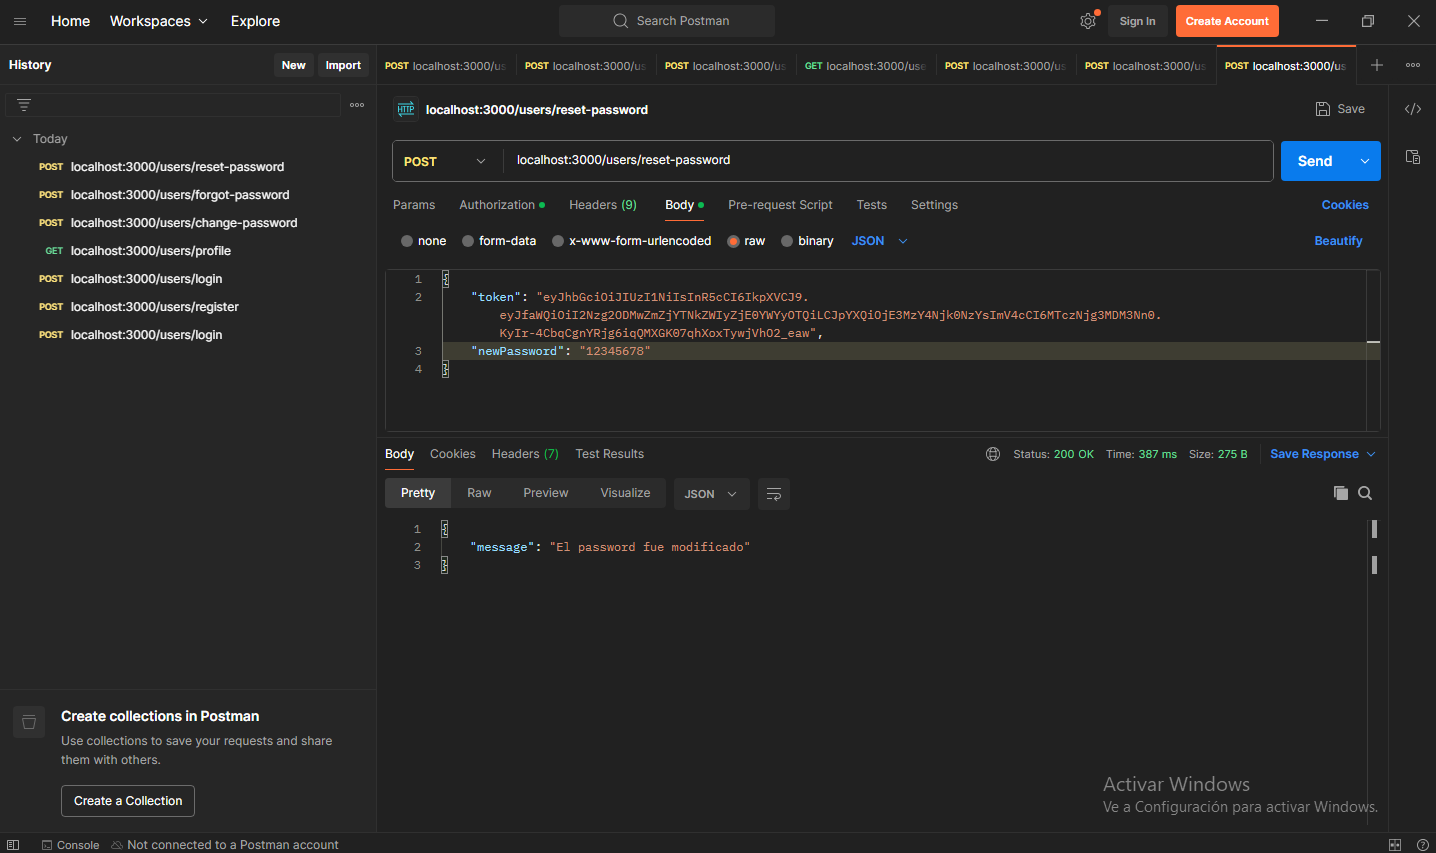 Home Workspaces Explore
Search Postman
Sign In Create Account
History New Import
Today
POST localhost:3000/users/reset-password
POST localhost:3000/users/forgot-password
POST localhost:3000/users/change-password
GET localhost:3000/users/profile
POST localhost:3000/users/login
POST localhost:3000/users/register
POST localhost:3000/users/login
Create collections in Postman
Use collections to save your requests and share
them with others.
Create a Collection
POST localhost:3000/us POST localhost:3000/us POST localhost:3000/us GET localhost:3000/use POST localhost:3000/us POST localhost:3000/us POST localhost:3000/us
HTTP localhost:3000/users/reset-password Save
POST localhost:3000/users/reset-password Send
Params Authorization Headers (9) Body Pre-request Script Tests Settings Cookies
none form-data x-www-form-urlencoded raw binary JSON Beautify
1 {
2 "token": "eyJhbGciOiJIUzI1NiIsInR5cCI6IkpXVCJ9.
eyJfaWQiOiI2Nzg2ODMwZmZjYTNkZWIyZjE0YWYyOTQiLCJpYXQiOjE3MzY4Njk0NzYsImV4cCI6MTczNjg3MDM3Nn0.
KyIr-4CbqCgnYRjg6iqQMXGK07qhXoxTywjVhO2_eaw",
3 "newPassword": "12345678"
4 }
Body Cookies Headers (7) Test Results Status: 200 OK Time: 387 ms Size: 275 B Save Response
Pretty Raw Preview Visualize JSON
1 {
2 "message": "El password fue modificado"
3 }
Activar Windows
Ve a Configuración para activar Windows.
Console Not connected to a Postman account